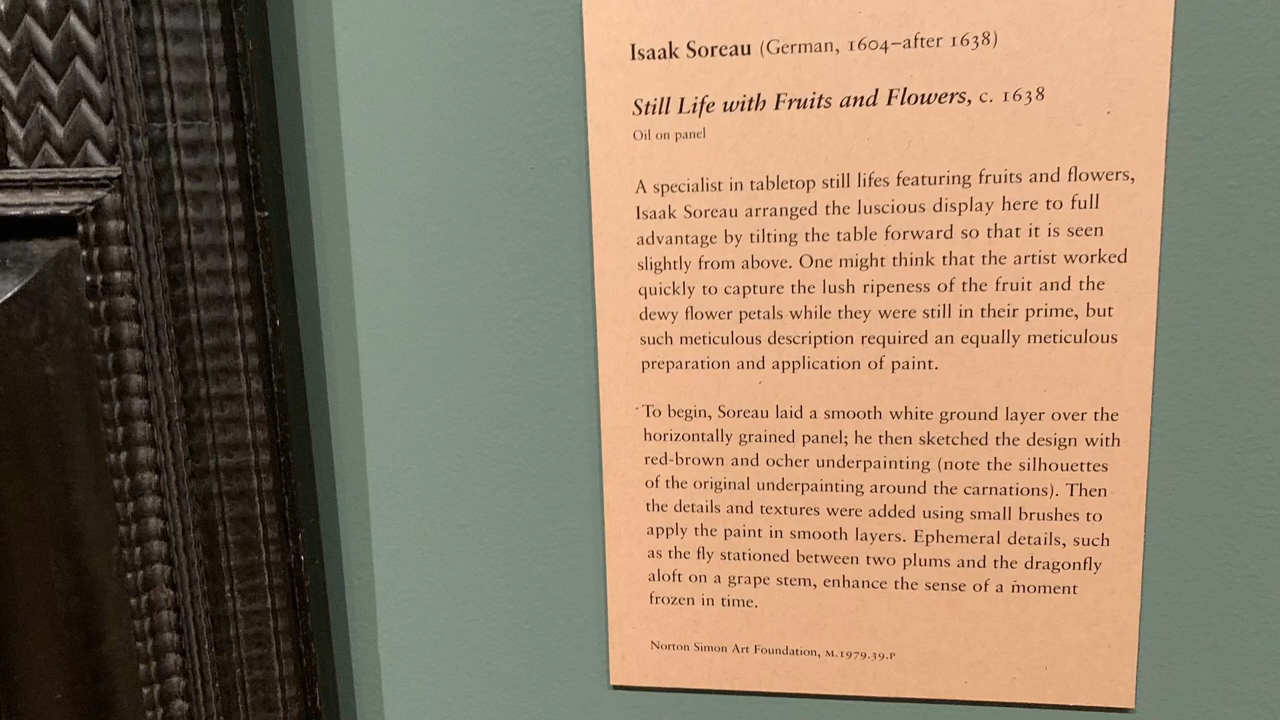 Isaak Soreau (German, 1604–after 1638)
Still Life with Fruits and Flowers, c. 1638
Oil on panel
A specialist in tabletop still lifes featuring fruits and flowers,
Isaak Soreau arranged the luscious display here to full
advantage by tilting the table forward so that it is seen
slightly from above. One might think that the artist worked
quickly to capture the lush ripeness of the fruit and the
dewy flower petals while they were still in their prime, but
such meticulous description required an equally meticulous
preparation and application of paint.
To begin, Soreau laid a smooth white ground layer over the
horizontally grained panel; he then sketched the design with
red-brown and ocher underpainting (note the silhouettes
of the original underpainting around the carnations). Then
the details and textures were added using small brushes to
apply the paint in smooth layers. Ephemeral details, such
as the fly stationed between two plums and the dragonfly
aloft on a grape stem, enhance the sense of a moment
frozen in time.
Norton Simon Art Foundation, M.1979.39.P